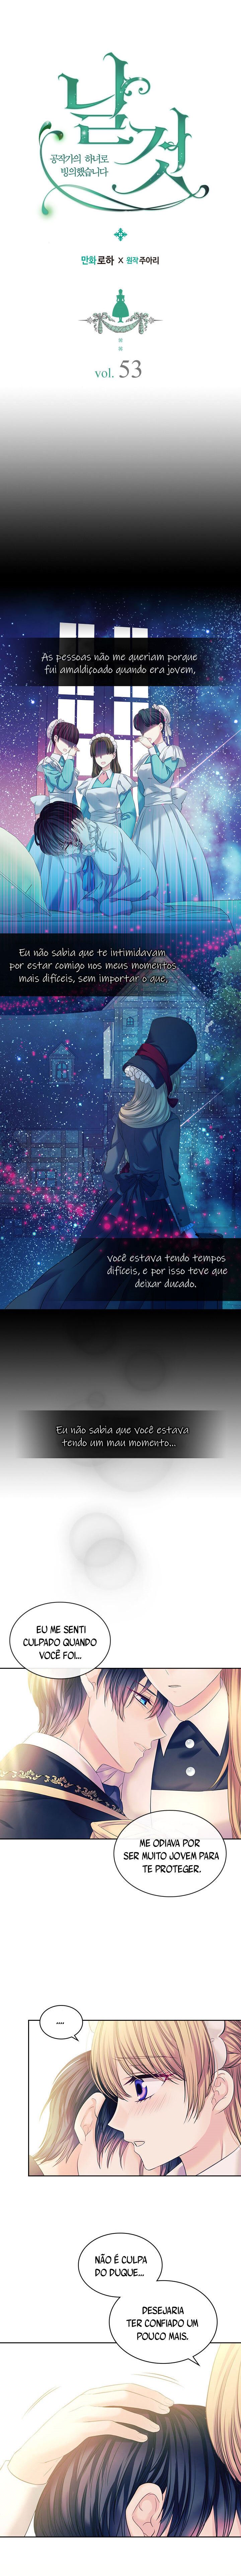 날것
공작가의 하녀로
빙의했습니다
만화 로하 X 원작 주아리
vol. 53
As pessoas não me queriam porque
fui amaldiçoado quando era jovem,
Eu não sabia que te intimidavam
por estar comigo nos meus momentos
mais difíceis, sem importar o que,
você estava tendo tempos
difíceis, e por isso teve que
deixar ducado.
Eu não sabia que você estava
tendo um mau momento...
EU ME SENTI
CULPADO QUANDO
VOCÊ FOI...
ME ODIAVA POR
SER MUITO JOVEM PARA
TE PROTEGER.
....
NÃO É CULPA
DO DUQUE...
DESEJARIA
TER CONFIADO UM
POUCO MAIS.